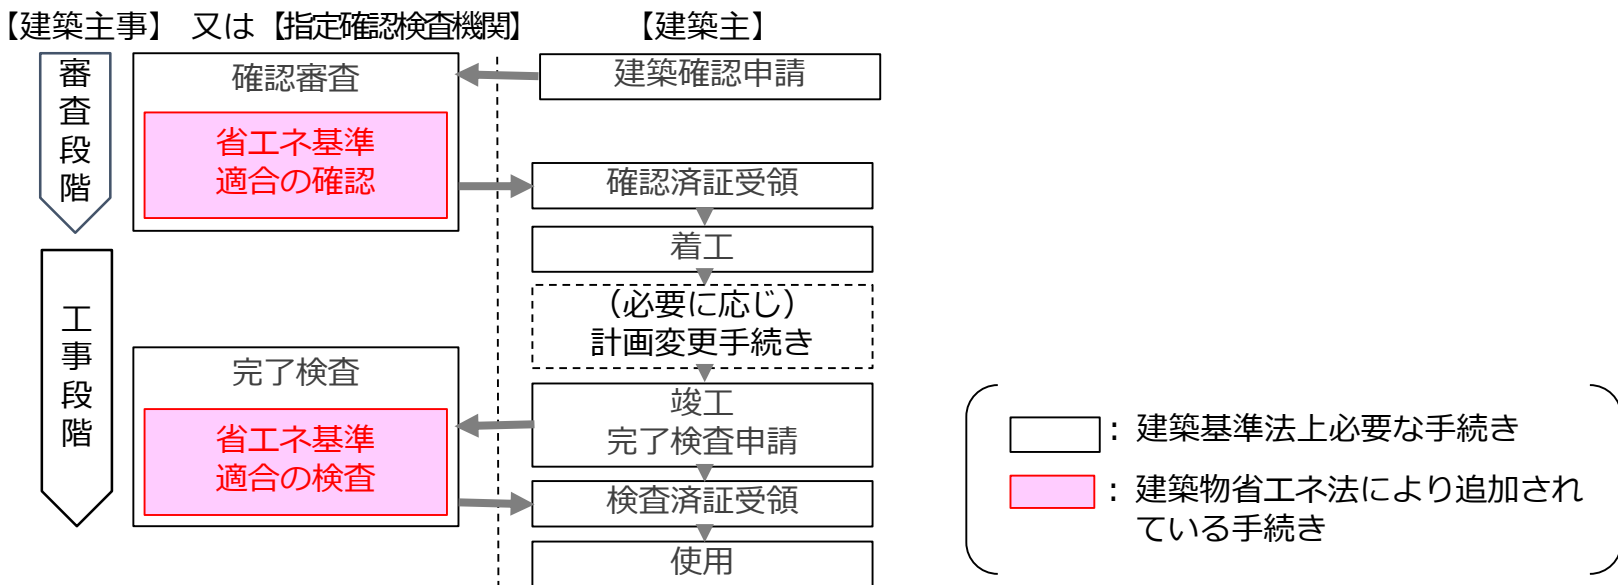 【建築主事】 又は【指定確認検査機関】
【建築主】
審査段階
確認審査
建築確認申請
省エネ基準
適合の確認
確認済証受領
着工
（必要に応じ）
計画変更手続き
工事段階
完了検査
竣工
完了検査申請
省エネ基準
適合の検査
検査済証受領
使用
：建築基準法上必要な手続き
：建築物省エネ法により追加され
ている手続き